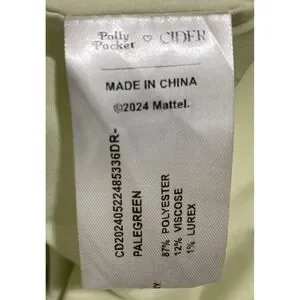 Polly Pocket ♡ CIDER
MADE IN CHINA
©2024 Mattel.
CD20240522485336DR-
PALEGREEN
87% POLYESTER
12% VISCOSE
1% LUREX